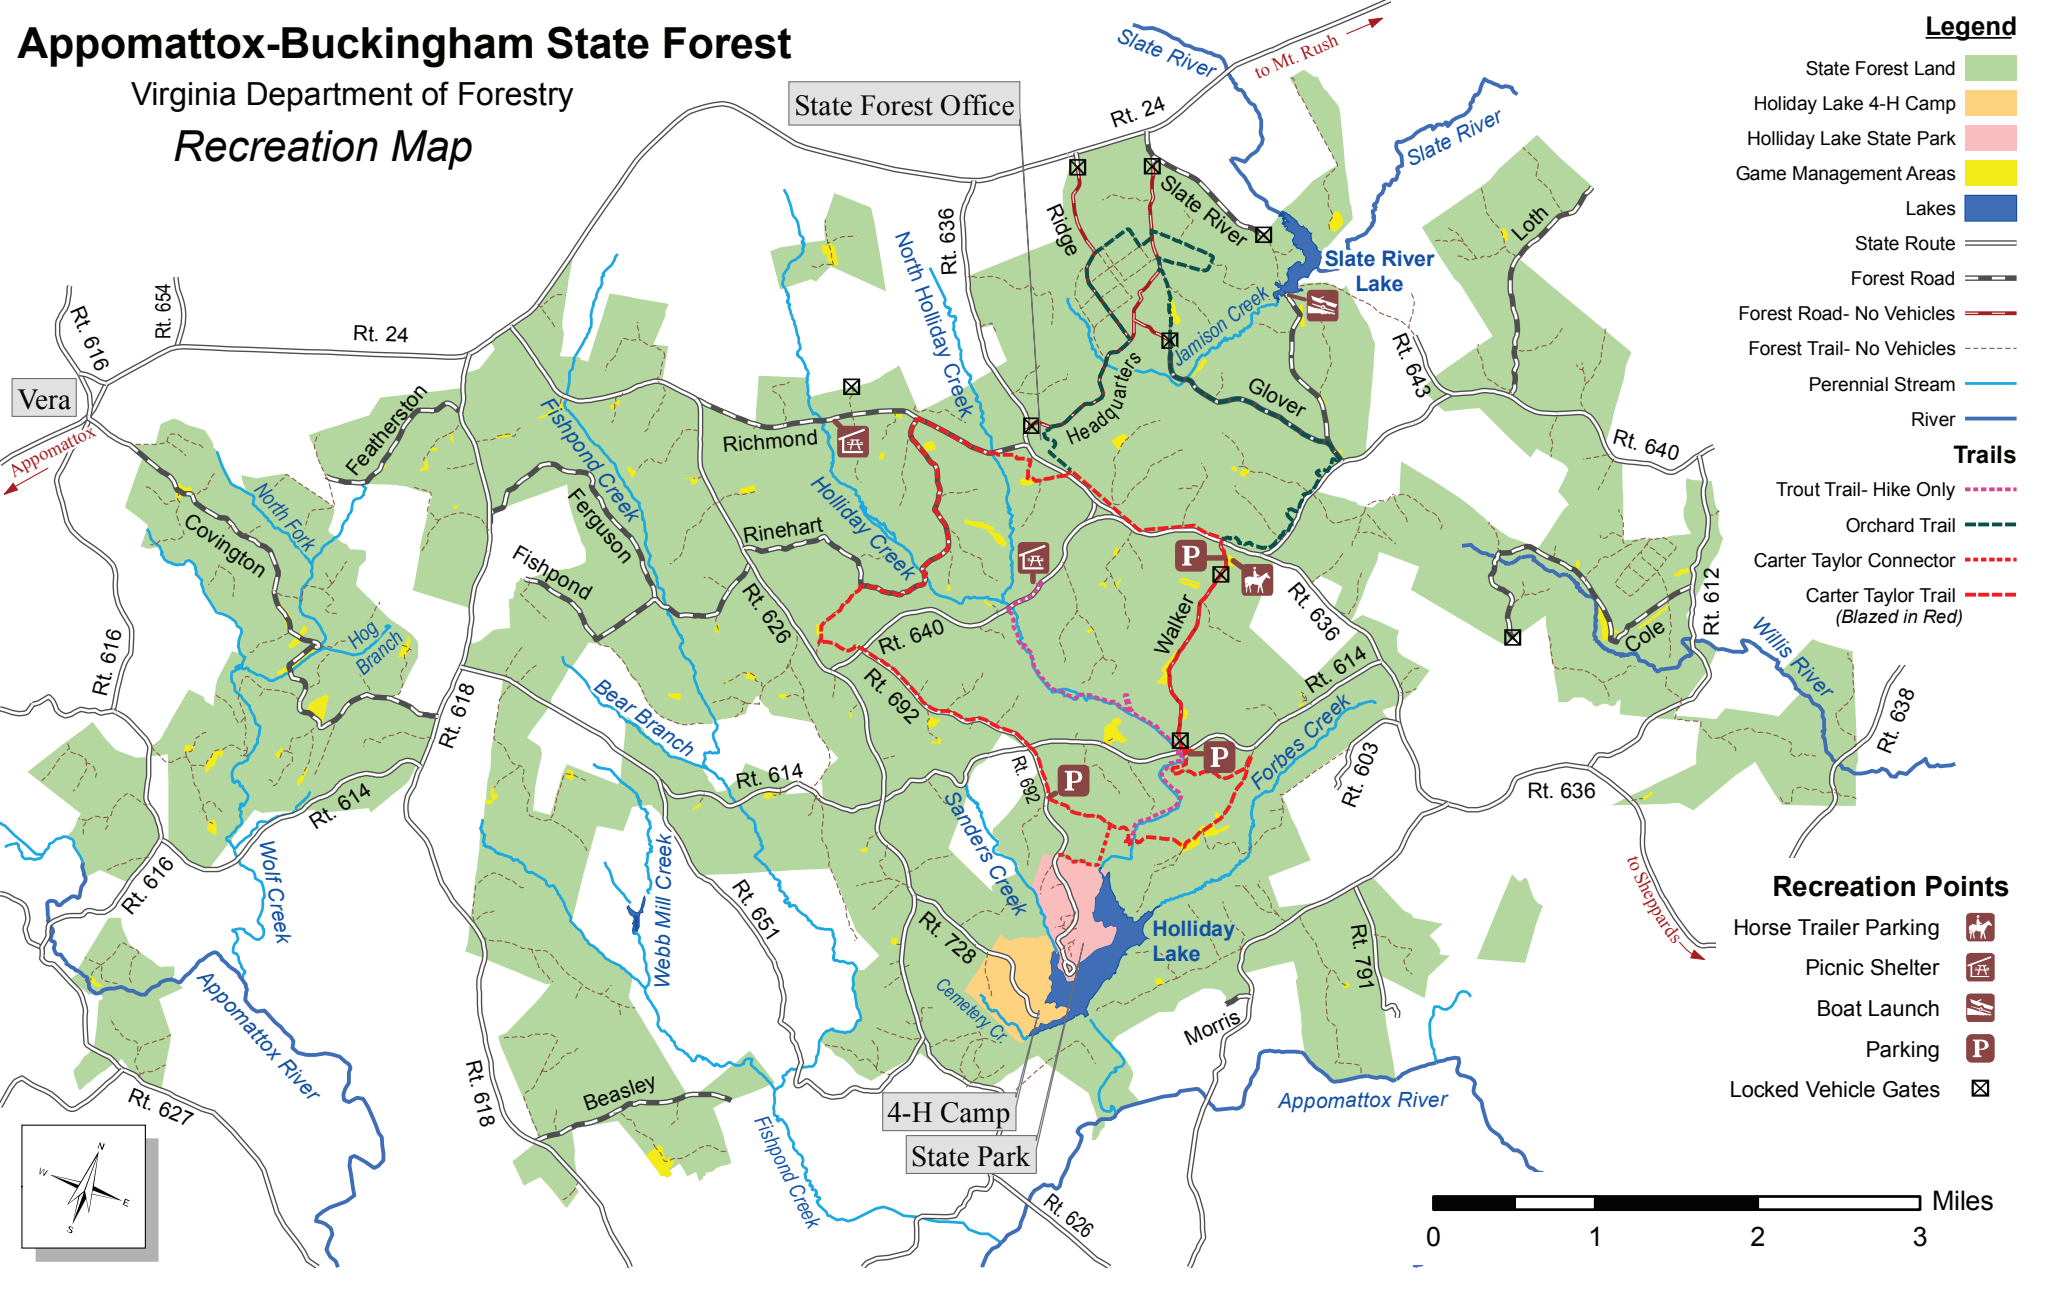 Appomattox-Buckingham State Forest
Virginia Department of Forestry
Recreation Map
State Forest Office
Slate River
to Mt. Rush
Rt. 24
Slate River
Legend
State Forest Land
Holiday Lake 4-H Camp
Holliday Lake State Park
Game Management Areas
Lakes
State Route
Forest Road
Forest Road- No Vehicles
Forest Trail- No Vehicles
Perennial Stream
River
Trails
Trout Trail- Hike Only
Orchard Trail
Carter Taylor Connector
Carter Taylor Trail
(Blazed in Red)
Recreation Points
Horse Trailer Parking
Picnic Shelter
Boat Launch
Parking
P
Locked Vehicle Gates
Rt. 636
Ridge
Slate River
Loth
Slate River
Lake
North Holliday Creek
Jamison Creek
Rt. 616
Rt. 654
Rt. 24
Vera
Appomattox
Featherston
Fishpond Creek
Richmond
Headquarters
Glover
Rt. 643
Rt. 640
Holliday Creek
North Fork
Covington
Ferguson
Rinehart
Fishpond
P
Rt. 626
Rt. 640
Walker
Rt. 636
Rt. 612
Cole
Willis River
Hog
Branch
Rt. 616
Rt. 618
Bear Branch
Rt. 692
Rt. 614
Forbes Creek
Rt. 638
Rt. 614
Rt. 692
P
P
Rt. 603
Rt. 636
Rt. 614
Sanders Creek
to Sheppards
Rt. 616
Wolf Creek
Webb Mill Creek
Rt. 651
Rt. 728
Holliday
Lake
Rt. 791
Cemetery Cr.
Morris
Appomattox River
Appomattox River
Rt. 627
Rt. 618
Beasley
4-H Camp
State Park
Fishpond Creek
Rt. 626
N
W
E
S
Miles
0
1
2
3